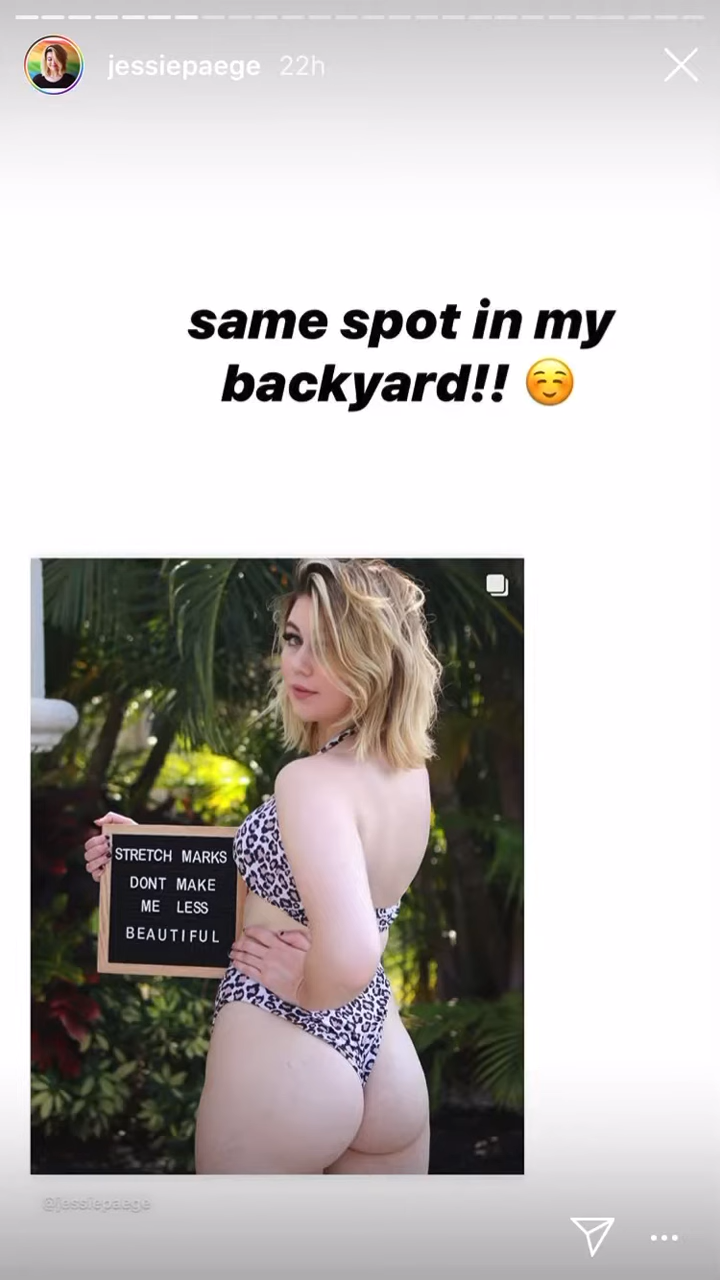 jessiepaege 22h
same spot in my
backyard!! ☺️
STRETCH MARKS
DONT MAKE
ME LESS
BEAUTIFUL
@jessiepaege